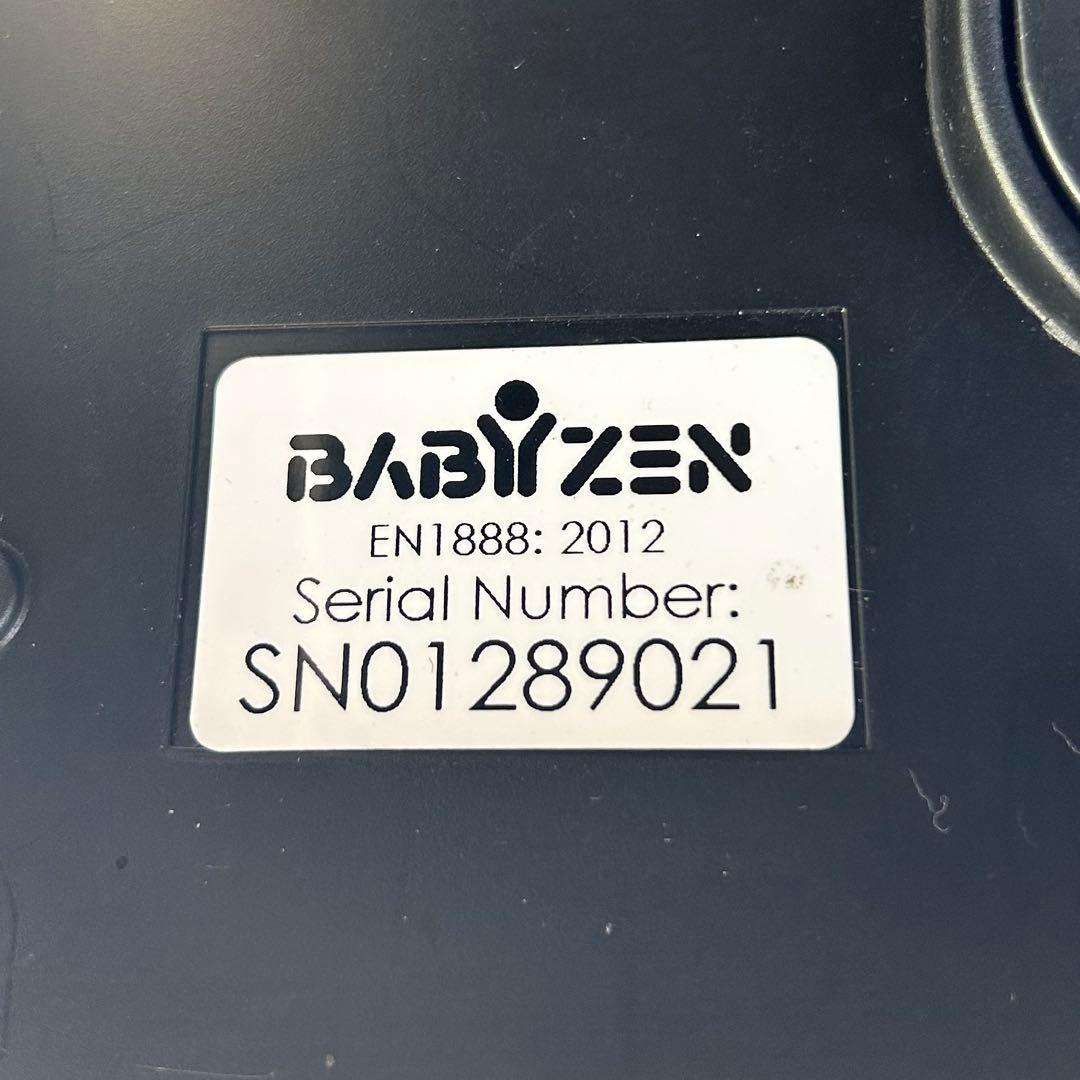 BABYZEN
EN1888: 2012
Serial Number:
SN01289021